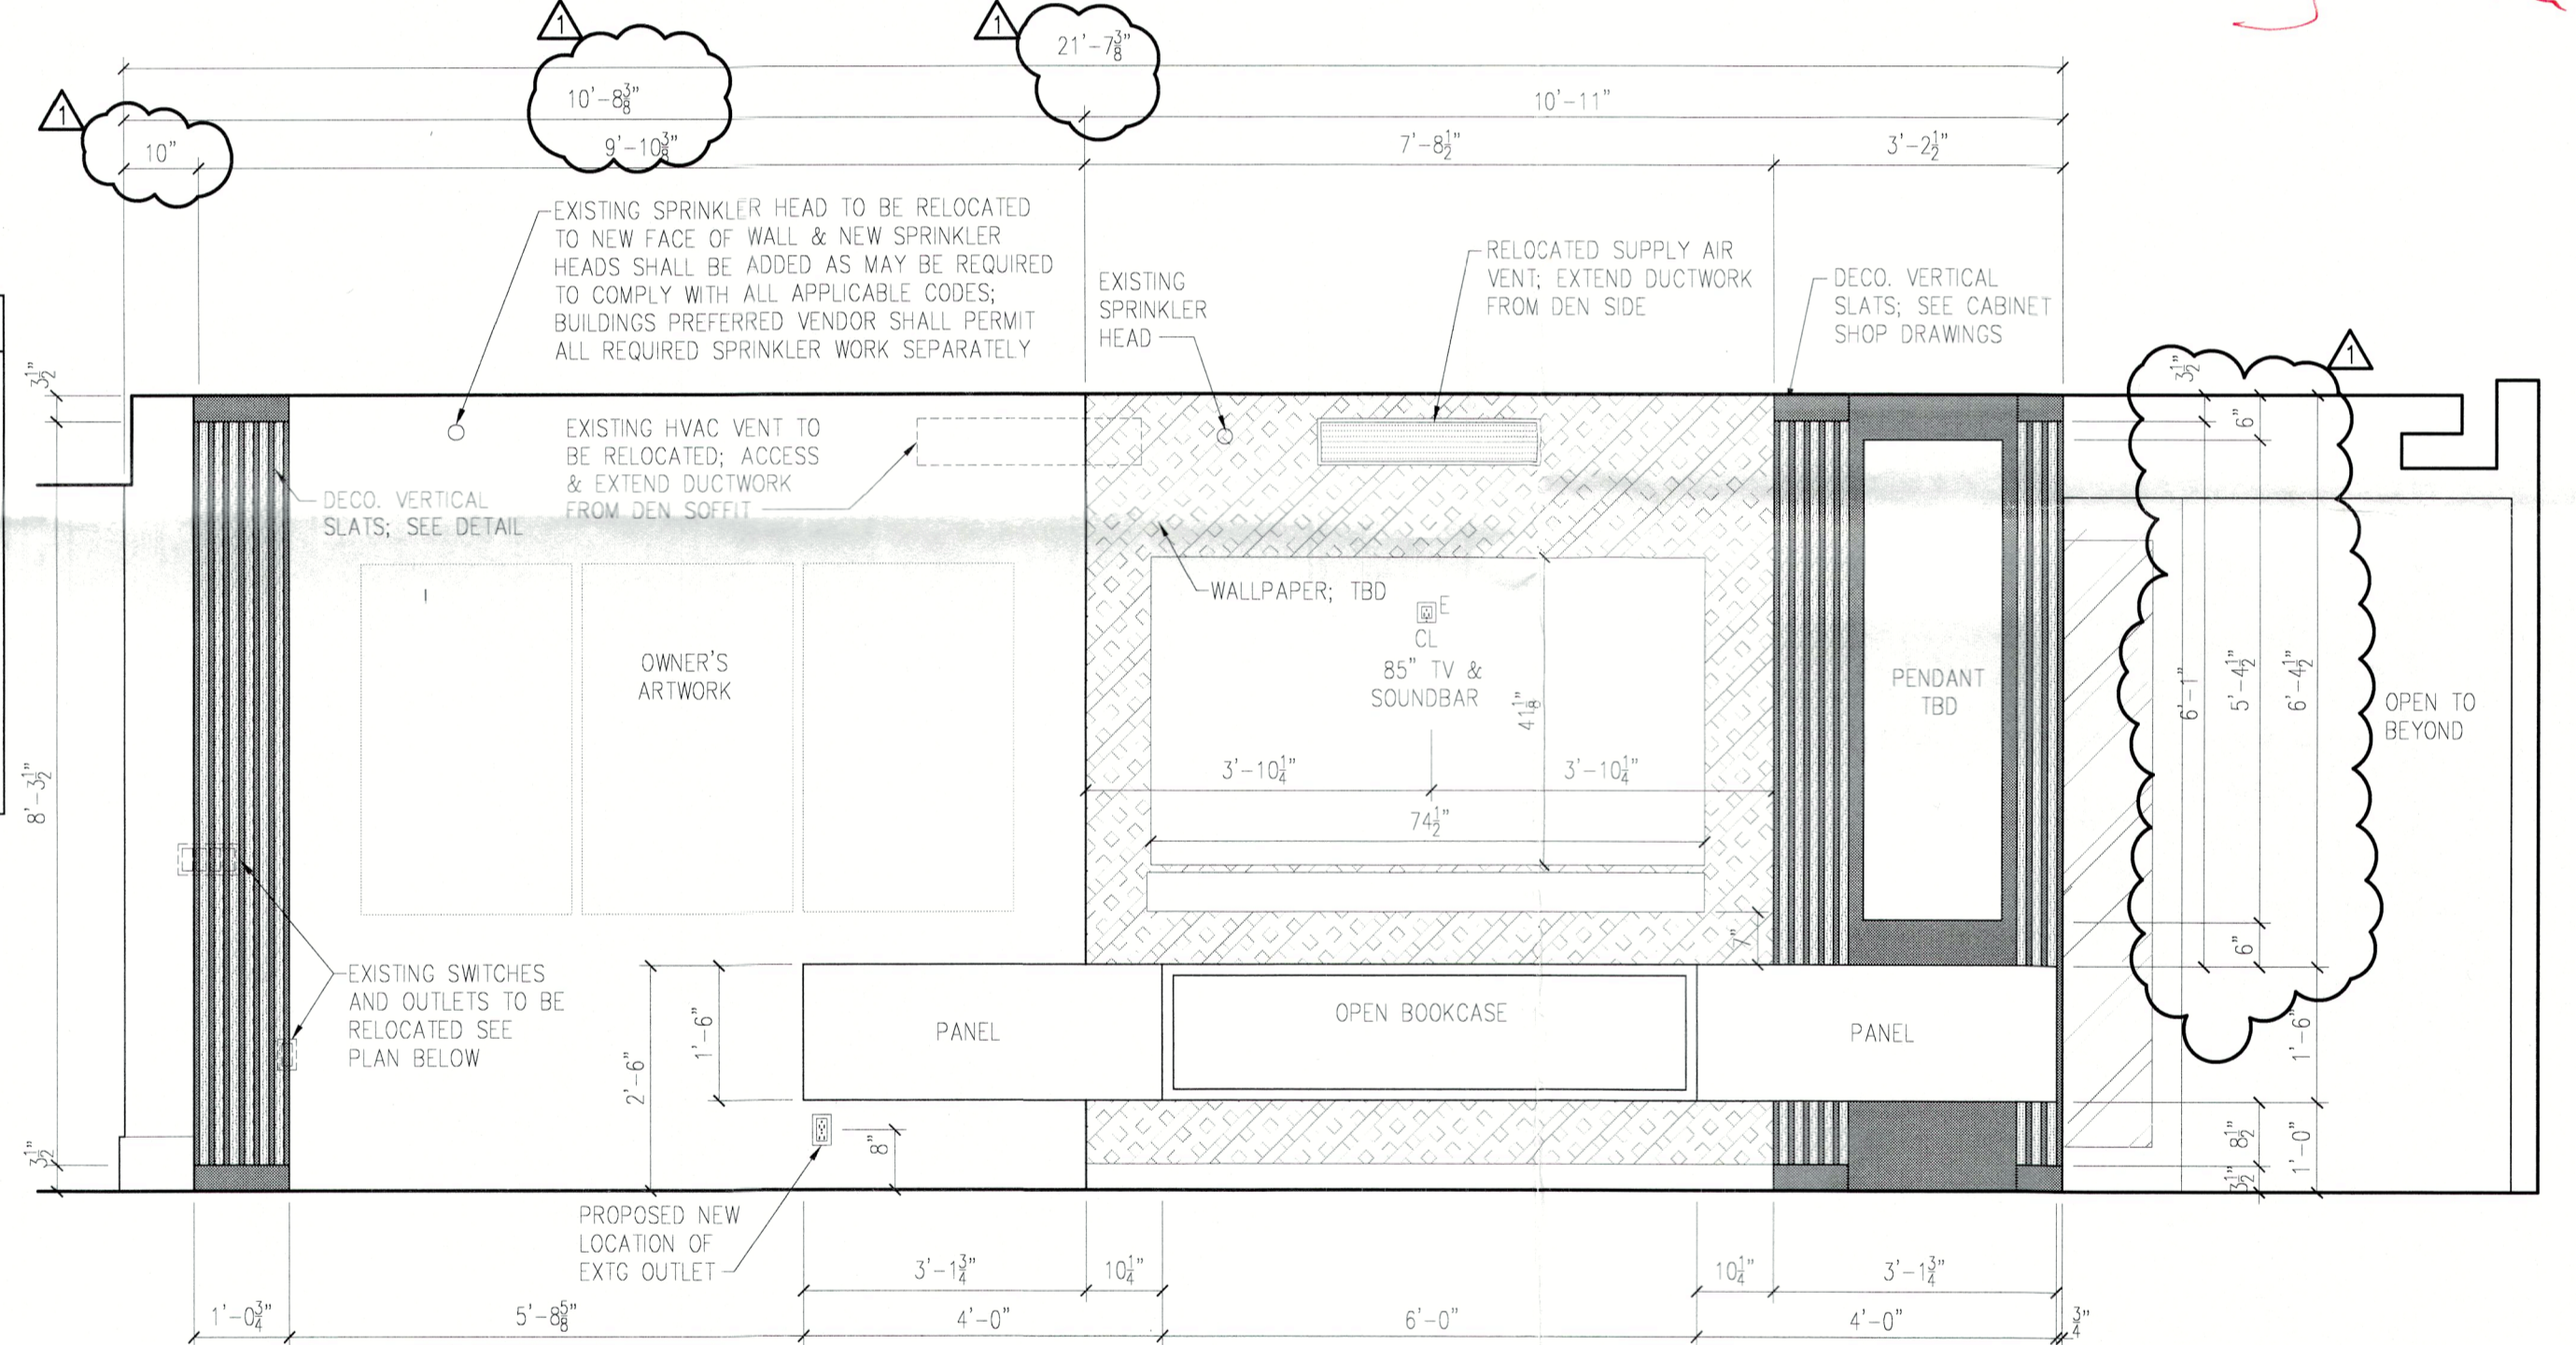 1
1
21'-7 3/8"
10'-8 3/8"
10'-11"
1
10"
9'-10 3/8"
7'-8 1/2"
3'-2 1/2"
EXISTING SPRINKLER HEAD TO BE RELOCATED
TO NEW FACE OF WALL & NEW SPRINKLER
HEADS SHALL BE ADDED AS MAY BE REQUIRED
TO COMPLY WITH ALL APPLICABLE CODES;
BUILDINGS PREFERRED VENDOR SHALL PERMIT
ALL REQUIRED SPRINKLER WORK SEPARATELY
EXISTING
SPRINKLER
HEAD
RELOCATED SUPPLY AIR
VENT; EXTEND DUCTWORK
FROM DEN SIDE
DECO. VERTICAL
SLATS; SEE CABINET
SHOP DRAWINGS
1
3 1/2"
3 1/2"
6"
EXISTING HVAC VENT TO
BE RELOCATED; ACCESS
& EXTEND DUCTWORK
FROM DEN SOFFIT
DECO. VERTICAL
SLATS; SEE DETAIL
WALLPAPER; TBD
E
CL
85" TV &
SOUNDBAR
41 1/8"
OWNER'S
ARTWORK
PENDANT
TBD
6'-1"
5'-4 1/2"
6'-4 1/2"
OPEN TO
BEYOND
3'-10 1/4"
3'-10 1/4"
74 1/2"
8'-3 1/2"
7"
6"
EXISTING SWITCHES
AND OUTLETS TO BE
RELOCATED SEE
PLAN BELOW
2'-6"
1'-6"
PANEL
OPEN BOOKCASE
PANEL
1'-6"
8"
3 1/2"
8 1/2"
3 1/2"
1'-0"
PROPOSED NEW
LOCATION OF
EXTG OUTLET
3'-1 3/4"
10 1/4"
10 1/4"
3'-1 3/4"
1'-0 3/4"
5'-8 5/8"
4'-0"
6'-0"
4'-0"
3/4"